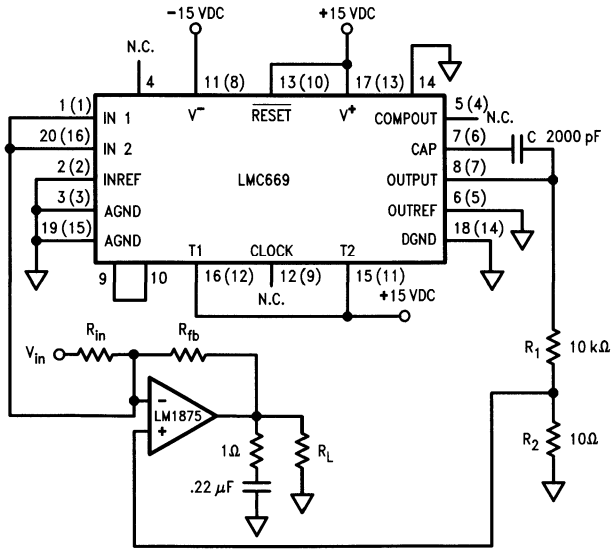 -15 VDC
+15 VDC
N.C.
4
11 (8)
13 (10)
17 (13)
14
1 (1)
IN 1
V-
RESET
V+
COMPOUT
5 (4)
N.C.
20 (16)
IN 2
CAP
7 (6)
C 2000 pF
2 (2)
INREF
LMC669
OUTPUT
8 (7)
3 (3)
AGND
OUTREF
6 (5)
19 (15)
AGND
DGND
18 (14)
T1
CLOCK
T2
9
10
16 (12)
12 (9)
15 (11)
N.C.
+15 VDC
Rin
Rfb
Vin
R1
10 kΩ
-
LM1875
+
1Ω
RL
R2
10Ω
.22 μF